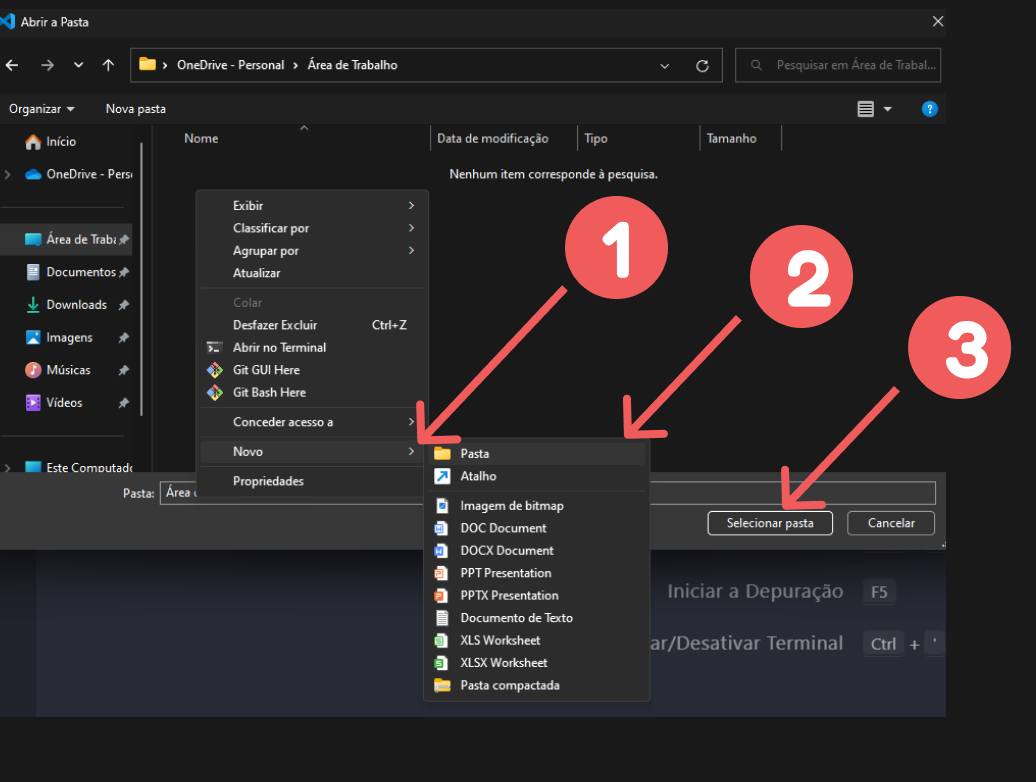 Abrir a Pasta
OneDrive - Personal › Área de Trabalho
Pesquisar em Área de Trabal...
Organizar Nova pasta
Início
OneDrive - Perso
Área de Traba
Documentos
Downloads
Imagens
Músicas
Vídeos
Este Computado
Nome Data de modificação Tipo Tamanho
Nenhum item corresponde à pesquisa.
1
2
3
Exibir
Classificar por
Agrupar por
Atualizar
Colar
Desfazer Excluir Ctrl+Z
Abrir no Terminal
Git GUI Here
Git Bash Here
Conceder acesso a
Novo
Propriedades
Pasta
Atalho
Imagem de bitmap
DOC Document
DOCX Document
PPT Presentation
PPTX Presentation
Documento de Texto
XLS Worksheet
XLSX Worksheet
Pasta compactada
Pasta: Área
Selecionar pasta Cancelar
Iniciar a Depuração F5
ar/Desativar Terminal Ctrl + '